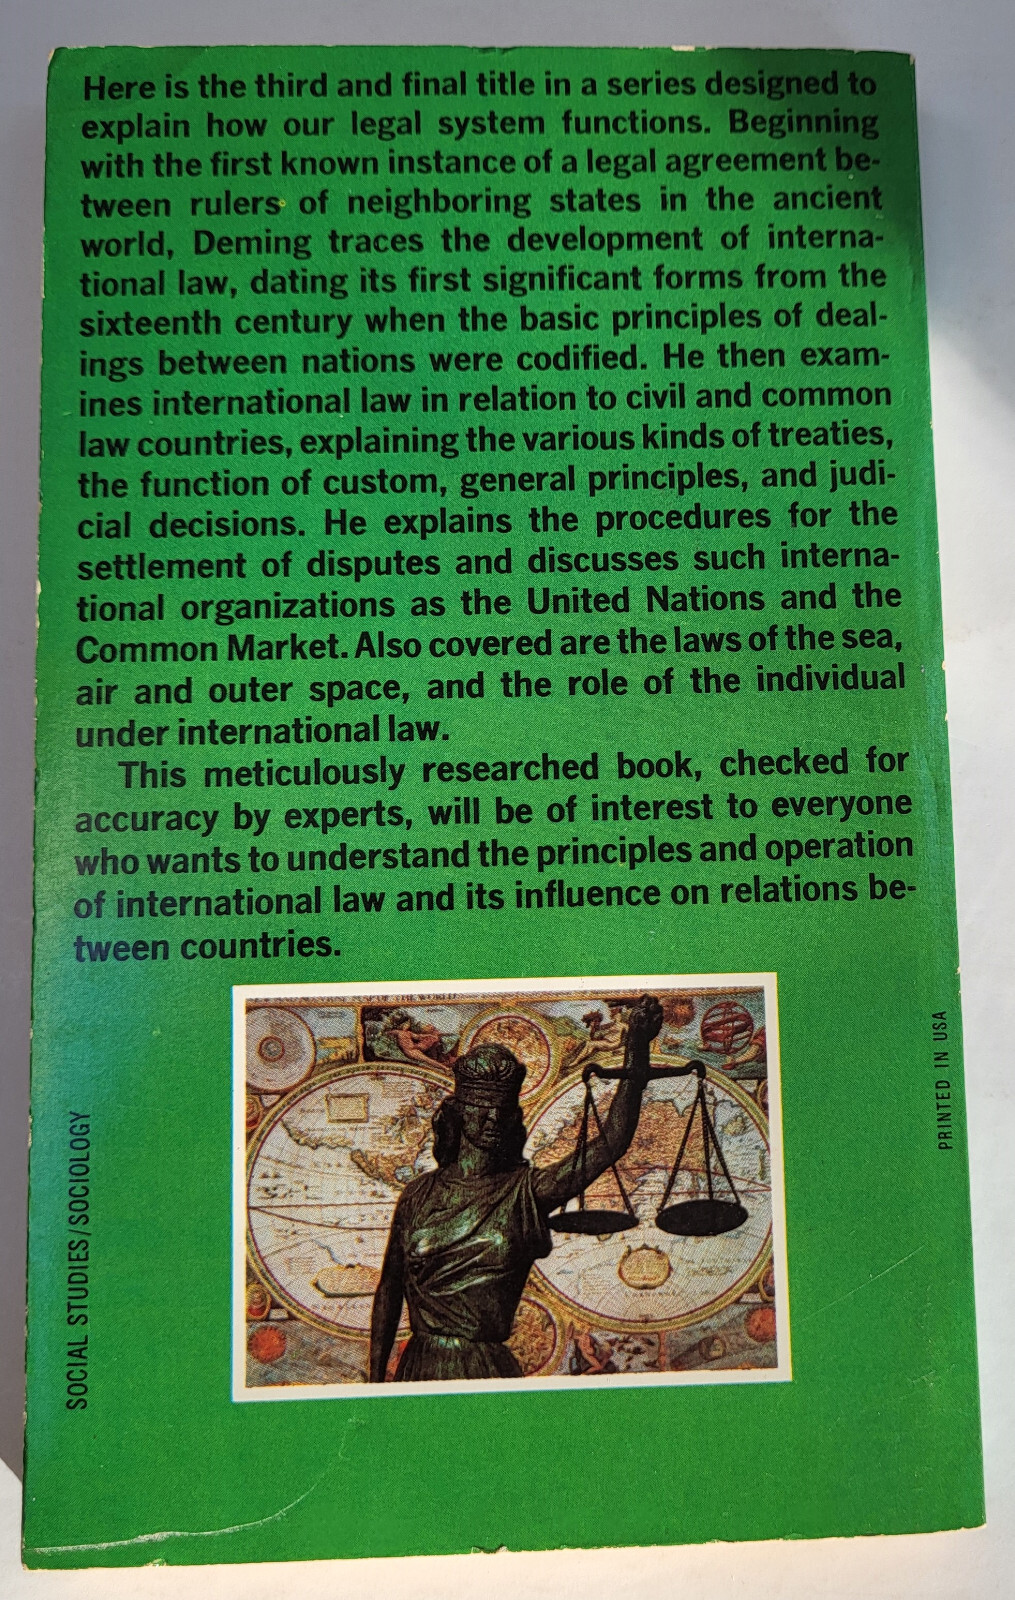 Here is the third and final title in a series designed to
explain how our legal system functions. Beginning
with the first known instance of a legal agreement be-
tween rulers of neighboring states in the ancient
world, Deming traces the development of interna-
tional law, dating its first significant forms from the
sixteenth century when the basic principles of deal-
ings between nations were codified. He then exam-
ines international law in relation to civil and common
law countries, explaining the various kinds of treaties,
the function of custom, general principles, and judi-
cial decisions. He explains the procedures for the
settlement of disputes and discusses such interna-
tional organizations as the United Nations and the
Common Market. Also covered are the laws of the sea,
air and outer space, and the role of the individual
under international law.
This meticulously researched book, checked for
accuracy by experts, will be of interest to everyone
who wants to understand the principles and operation
of international law and its influence on relations be-
tween countries.
MAP OF THE WORLD
SOCIAL STUDIES/SOCIOLOGY
PRINTED IN USA